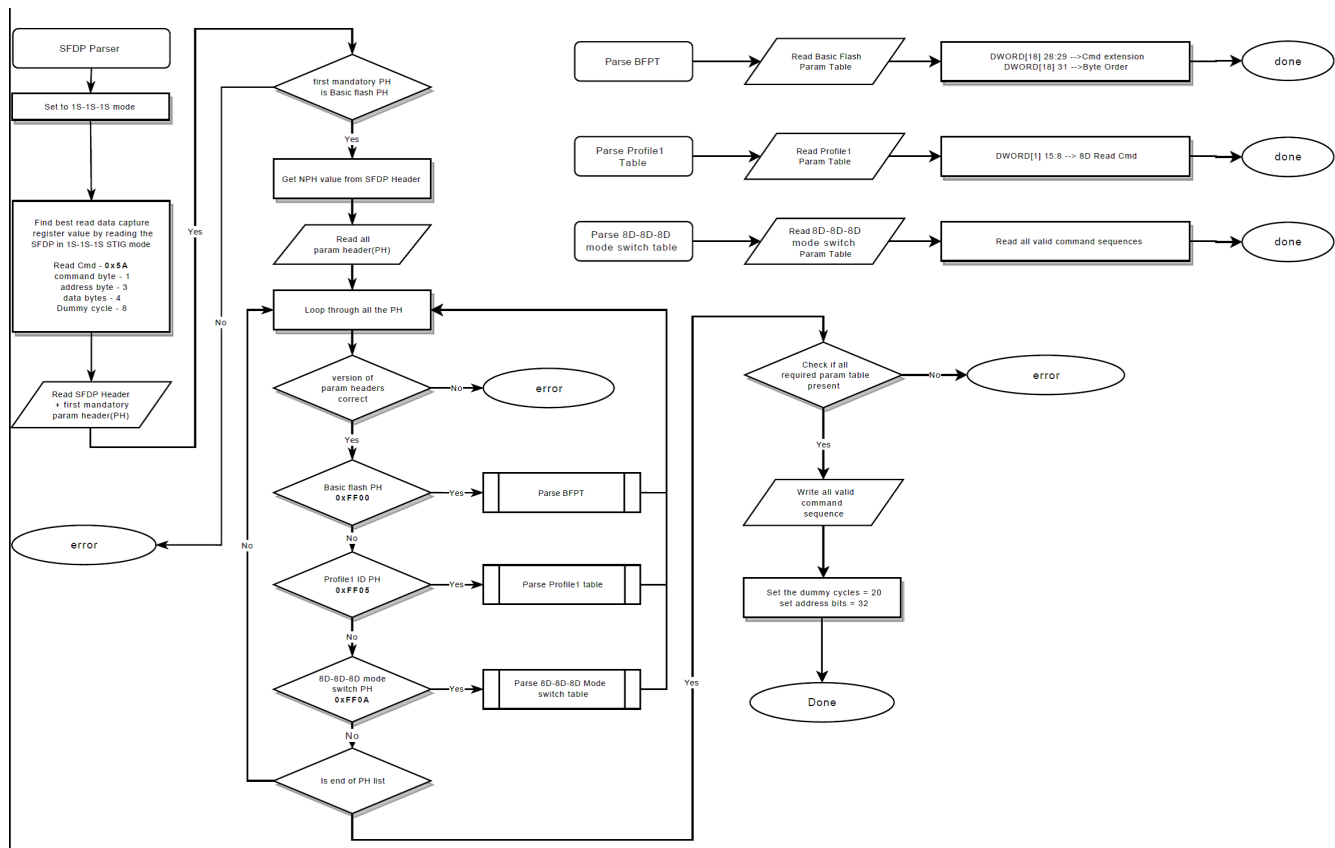 SFDP Parser
Set to 1S-1S-1S mode
Find best read data capture
register value by reading the
SFDP in 1S-1S-1S STIG mode
Read Cmd - 0x5A
command byte - 1
address byte - 3
data bytes - 4
Dummy cycle - 8
Read SFDP Header
+ first mandatory
param header(PH)
Yes
error
No
first mandatory PH
is Basic flash PH
Yes
Get NPH value from SFDP Header
Read all
param header(PH)
Loop through all the PH
version of
param headers
correct
No
error
Yes
Basic flash PH
0xFF00
Yes
Parse BFPT
No
Profile1 ID PH
0xFF05
Yes
Parse Profile1 table
No
8D-8D-8D mode
switch PH
0xFF0A
Yes
Parse 8D-8D-8D Mode
switch table
No
Is end of PH list
No
Yes
Parse BFPT
Read Basic Flash
Param Table
DWORD[18] 28:29 -->Cmd extension
DWORD[18] 31 -->Byte Order
done
Parse Profile1
Table
Read Profile1
Param Table
DWORD[1] 15:8 --> 8D Read Cmd
done
Parse 8D-8D-8D
mode switch table
Read 8D-8D-8D
mode switch
Param Table
Read all valid command sequences
done
Check if all
required param table
present
No
error
Yes
Write all valid
command
sequence
Set the dummy cycles = 20
set address bits = 32
Done